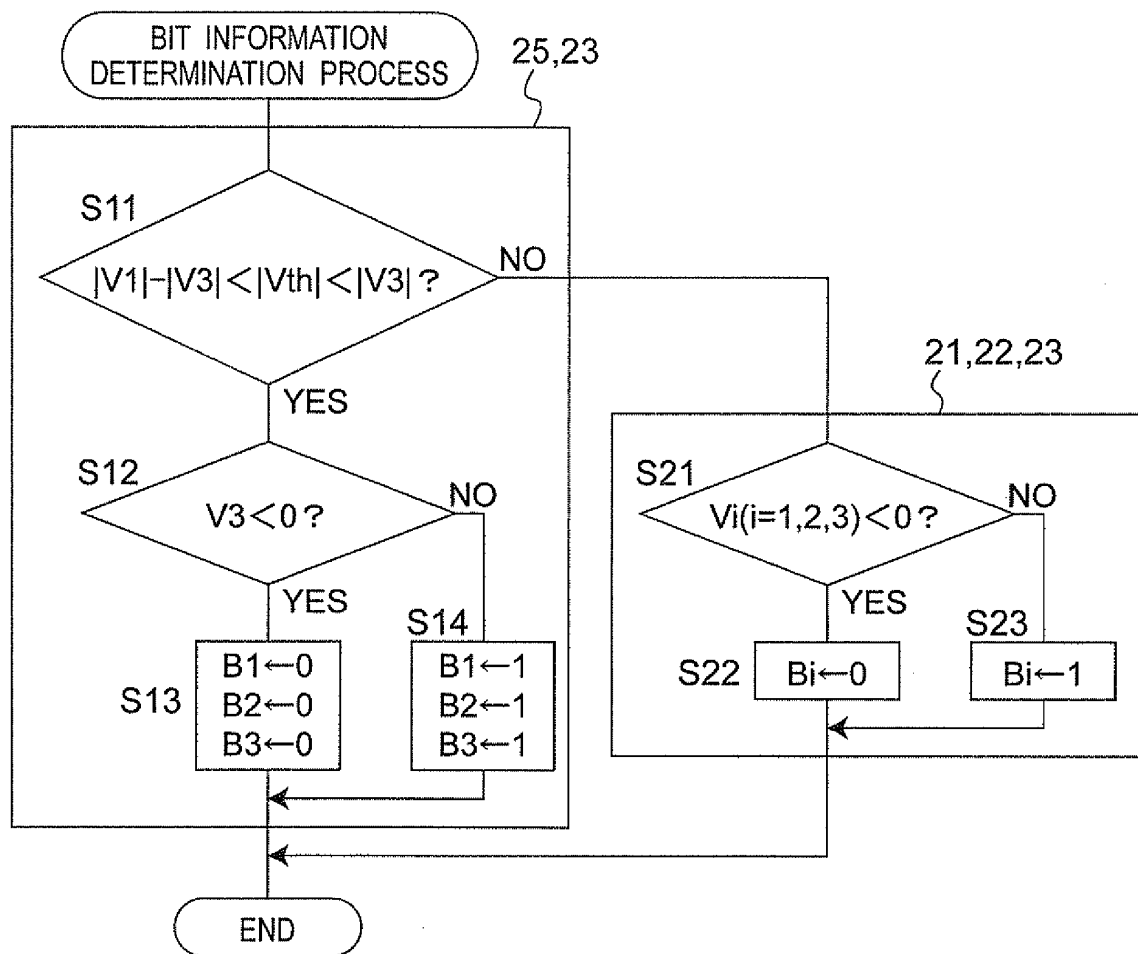 BIT INFORMATION
DETERMINATION PROCESS
25,23
S11
|V1|-|V3|<|Vth|<|V3|?
NO
YES
21,22,23
S12
V3<0?
NO
YES
S21
Vi(i=1,2,3)<0?
NO
YES
S13
B1←0
B2←0
B3←0
S14
B1←1
B2←1
B3←1
S22
Bi←0
S23
Bi←1
END